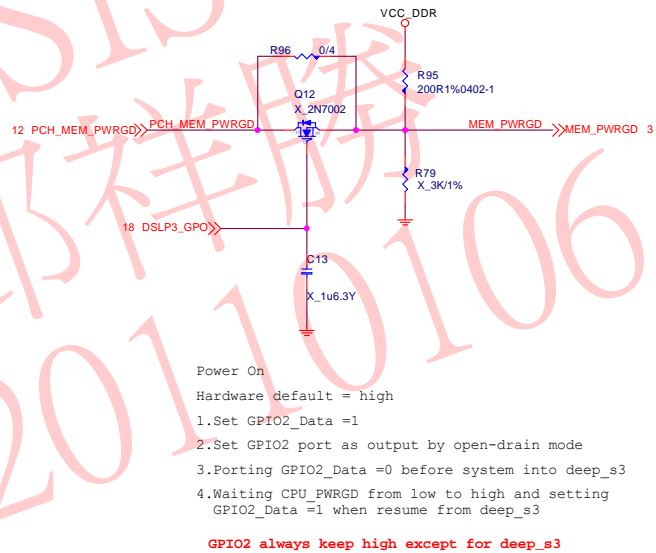 SIS
祥勝
20110106
VCC_DDR
R96
0/4
R95
200R1%0402-1
Q12
X_2N7002
12 PCH_MEM_PWRGD
PCH_MEM_PWRGD
MEM_PWRGD
MEM_PWRGD 3
R79
X_3K/1%
18 DSLP3_GPO
C13
X_1u6.3Y
Power On
Hardware default = high
1.Set GPIO2_Data =1
2.Set GPIO2 port as output by open-drain mode
3.Porting GPIO2_Data =0 before system into deep_s3
4.Waiting CPU_PWRGD from low to high and setting
GPIO2_Data =1 when resume from deep_s3
GPIO2 always keep high except for deep_s3